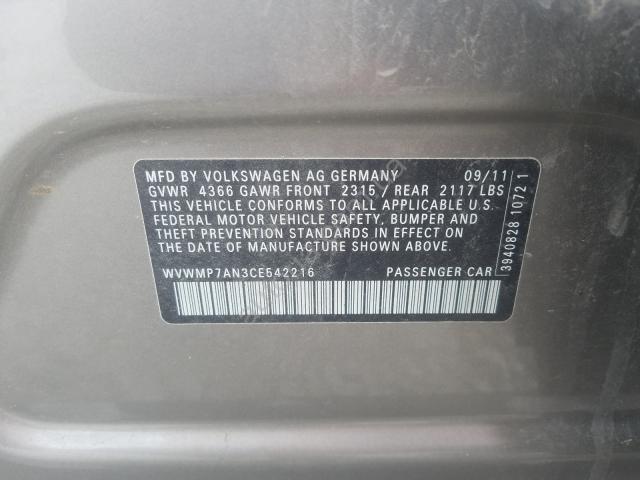 MFD BY VOLKSWAGEN AG GERMANY 09/11
GVWR 4366 GAWR FRONT 2315 / REAR 2117 LBS
THIS VEHICLE CONFORMS TO ALL APPLICABLE U.S.
FEDERAL MOTOR VEHICLE SAFETY, BUMPER AND
THEFT PREVENTION STANDARDS IN EFFECT ON
THE DATE OF MANUFACTURE SHOWN ABOVE.
WVWMP7AN3CE542216 PASSENGER CAR
3940828 1072 1